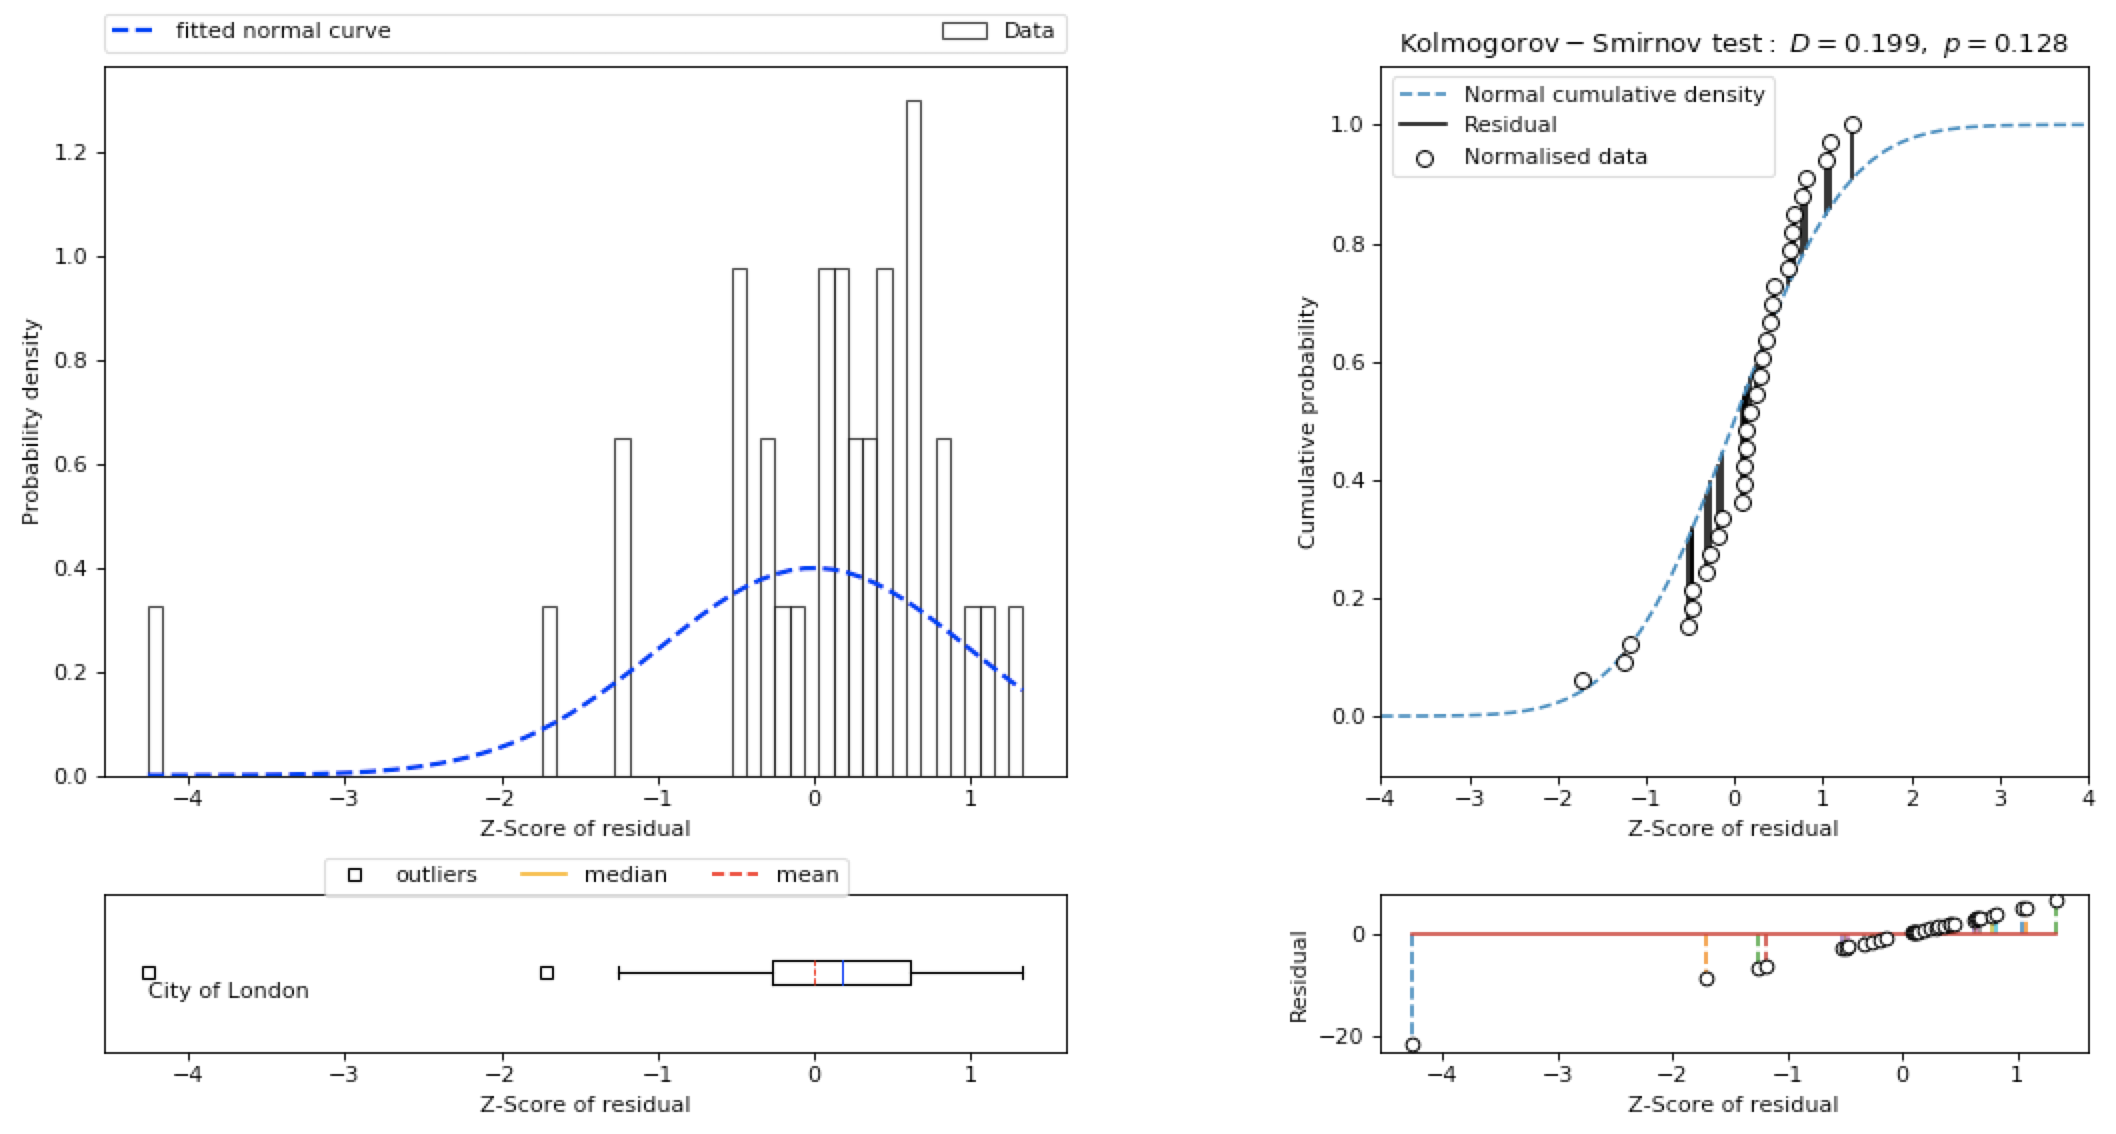 fitted normal curve
Data
Probability density
1.2
1.0
0.8
0.6
0.4
0.2
0.0
−4 −3 −2 −1 0 1
Z-Score of residual
Kolmogorov − Smirnov test : D = 0.199, p = 0.128
Normal cumulative density
Residual
Normalised data
Cumulative probability
1.0
0.8
0.6
0.4
0.2
0.0
−4 −3 −2 −1 0 1 2 3 4
Z-Score of residual
outliers median mean
City of London
−4 −3 −2 −1 0 1
Z-Score of residual
Residual
0
−20
−4 −3 −2 −1 0 1
Z-Score of residual